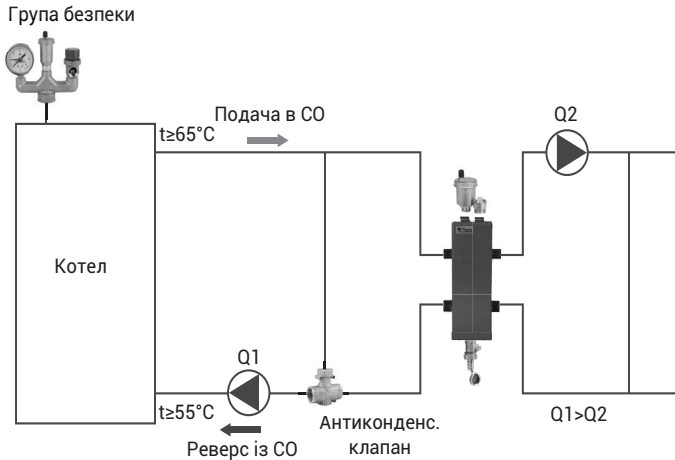 Група безпеки
Подача в СО
t≥65°C
Q2
Котел
Q1
t≥55°C
Реверс із СО
Антиконденс.
клапан
Q1>Q2